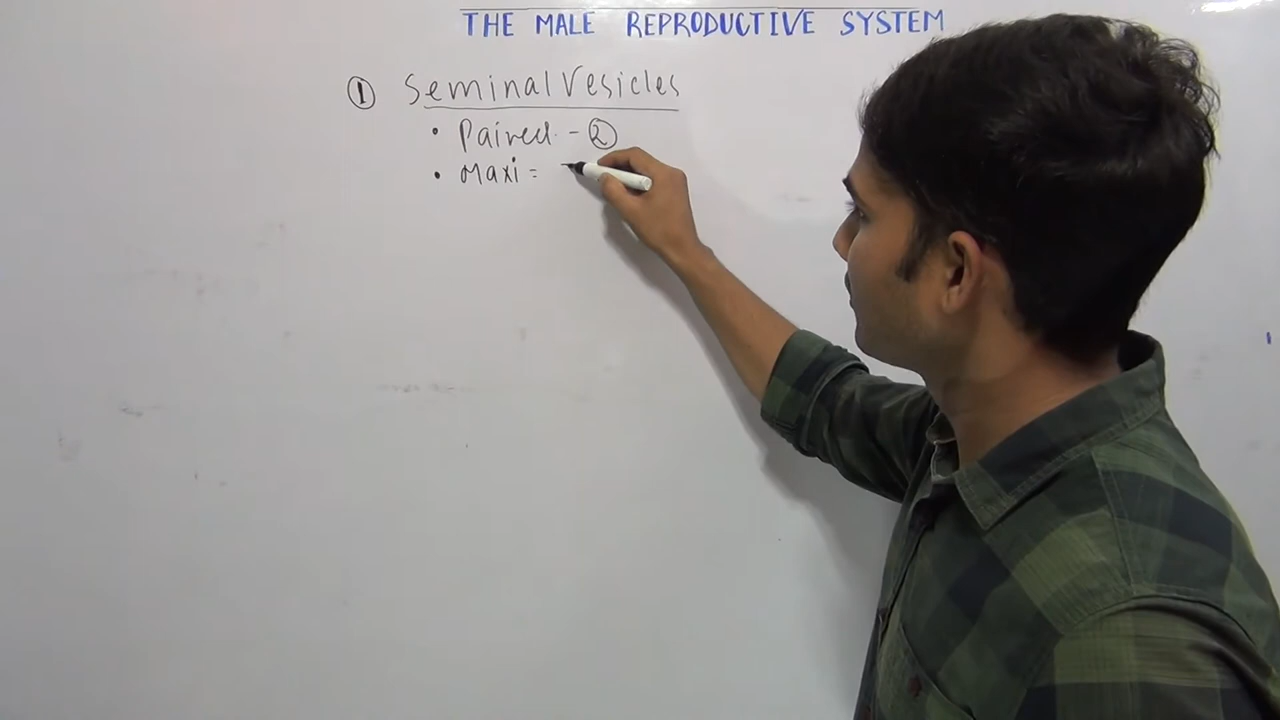 THE MALE REPRODUCTIVE SYSTEM
① Seminal Vesicles
• Paired - ②
• Maxi =